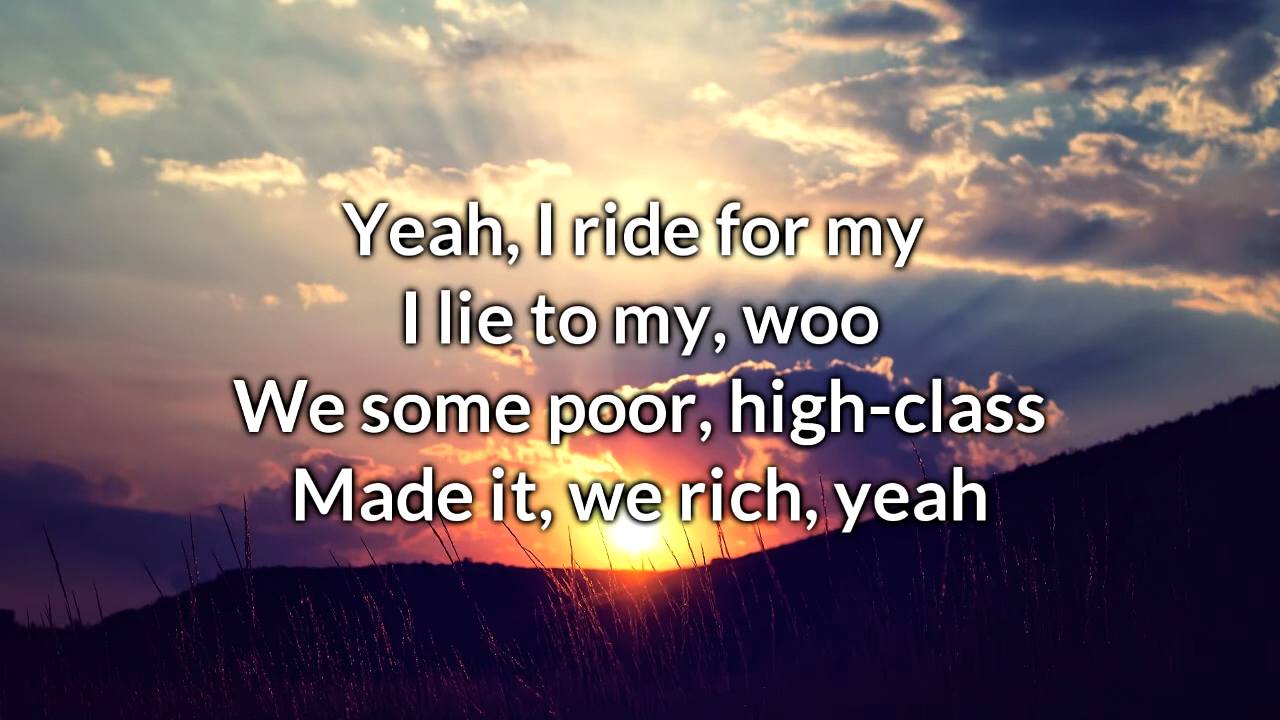 Yeah, I ride for my
I lie to my, woo
We some poor, high-class
Made it, we rich, yeah